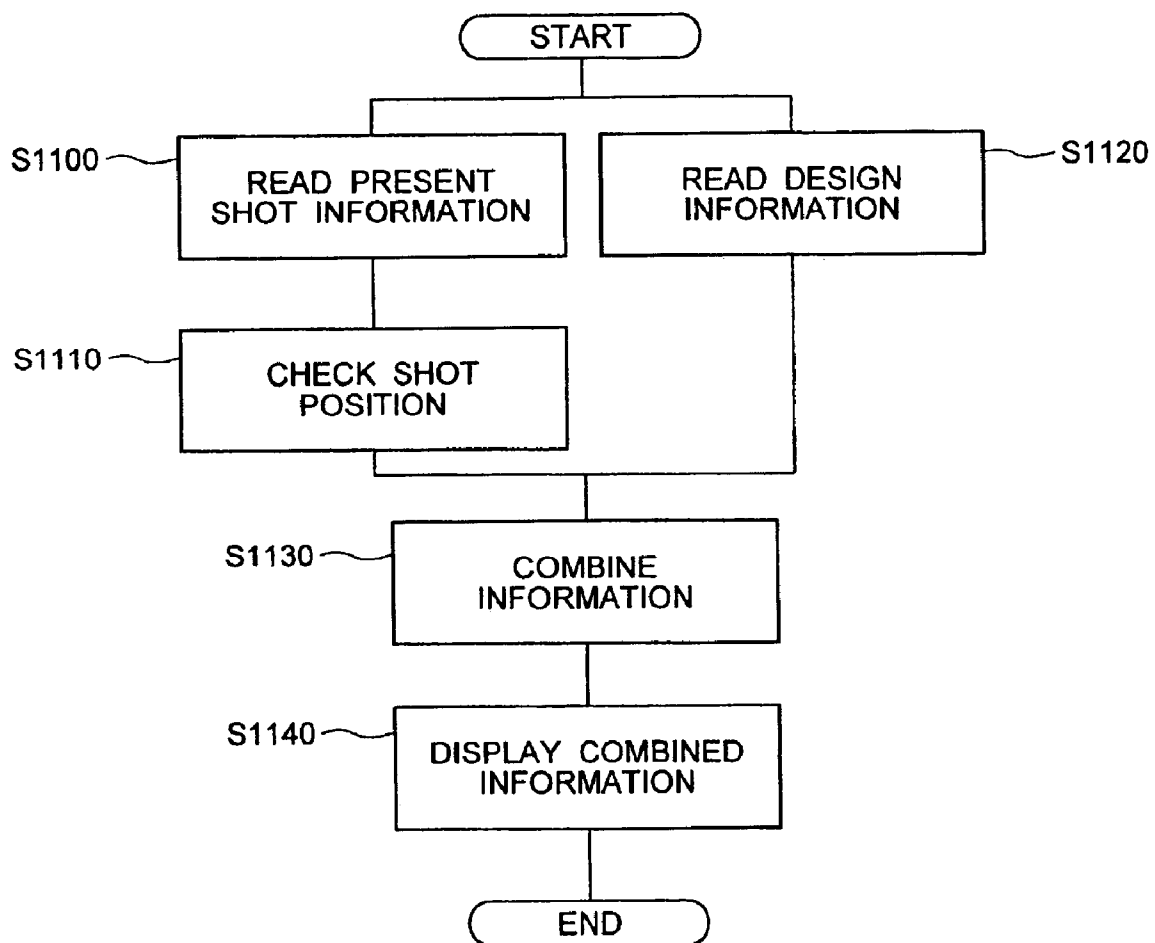 START
S1100
READ PRESENT
SHOT INFORMATION
READ DESIGN
INFORMATION
S1120
S1110
CHECK SHOT
POSITION
S1130
COMBINE
INFORMATION
S1140
DISPLAY COMBINED
INFORMATION
END